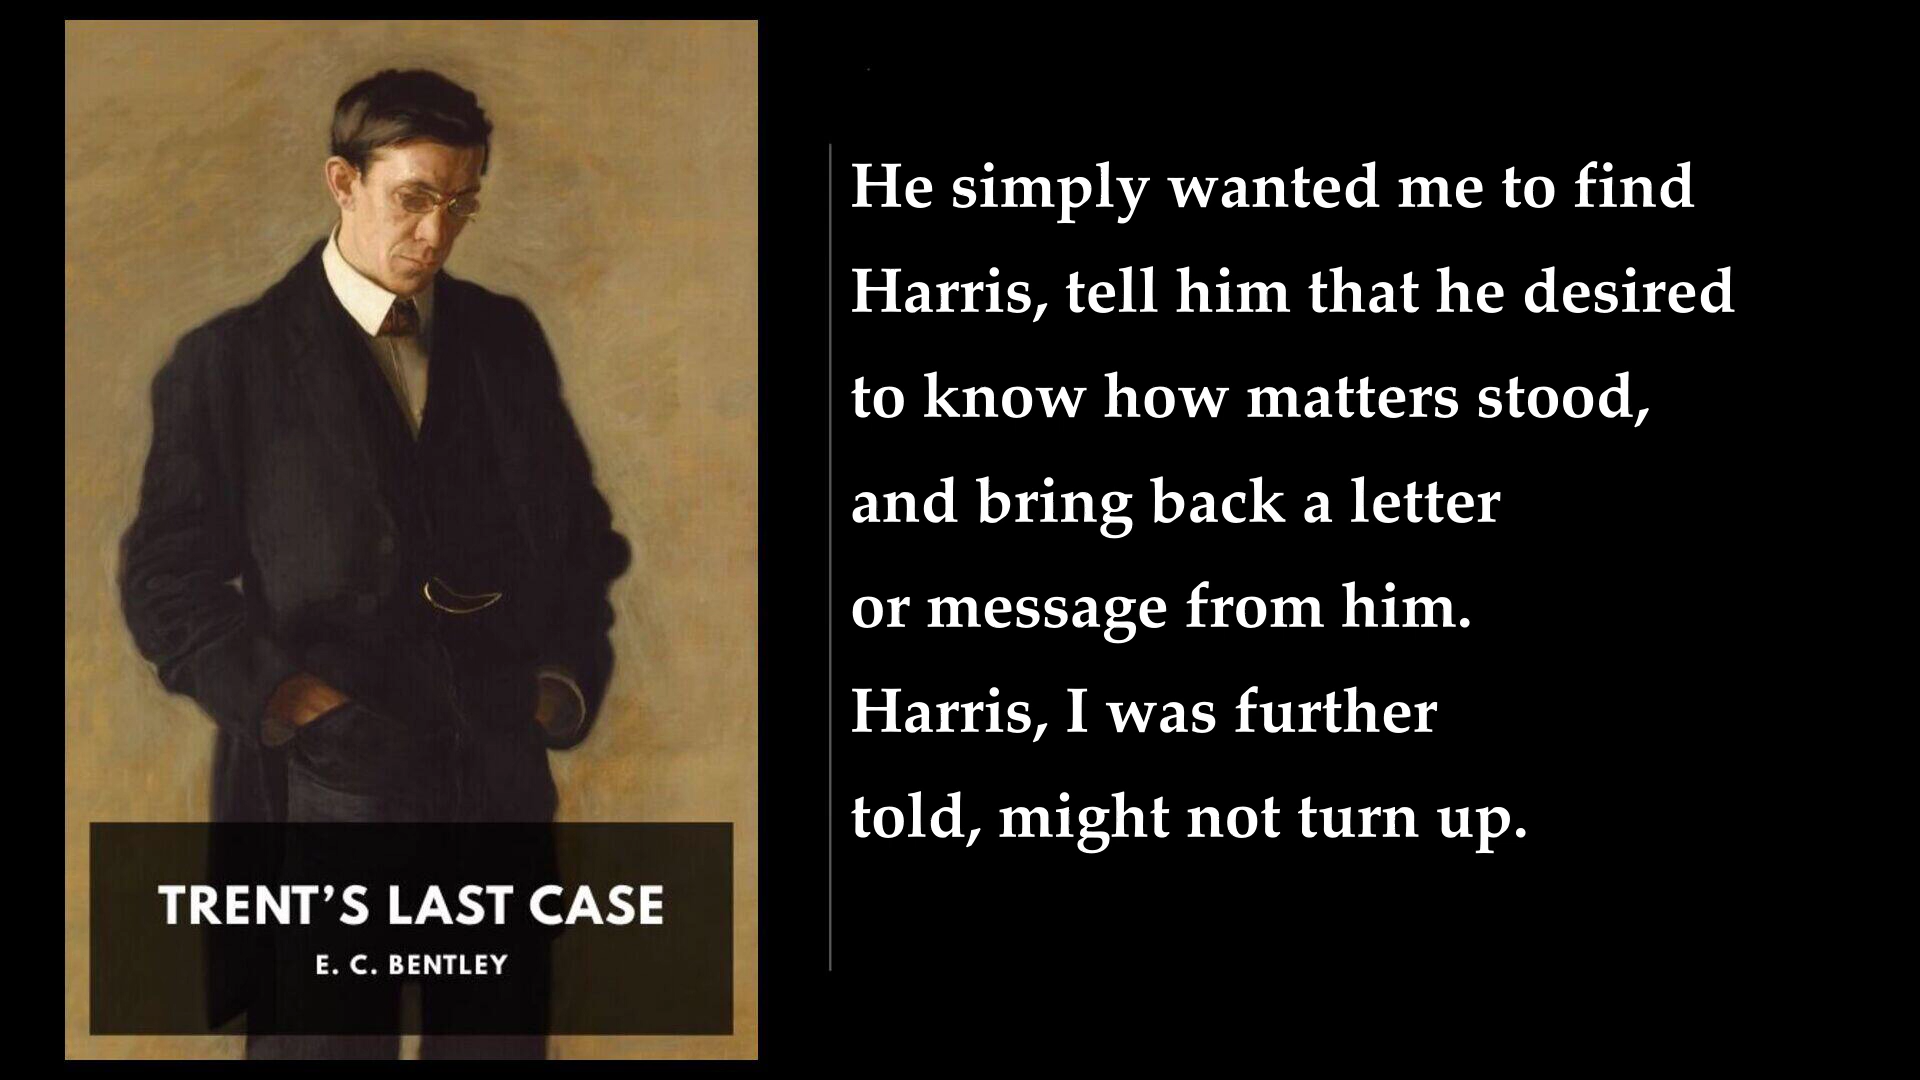 TRENT’S LAST CASE
E. C. BENTLEY
He simply wanted me to find
Harris, tell him that he desired
to know how matters stood,
and bring back a letter
or message from him.
Harris, I was further
told, might not turn up.